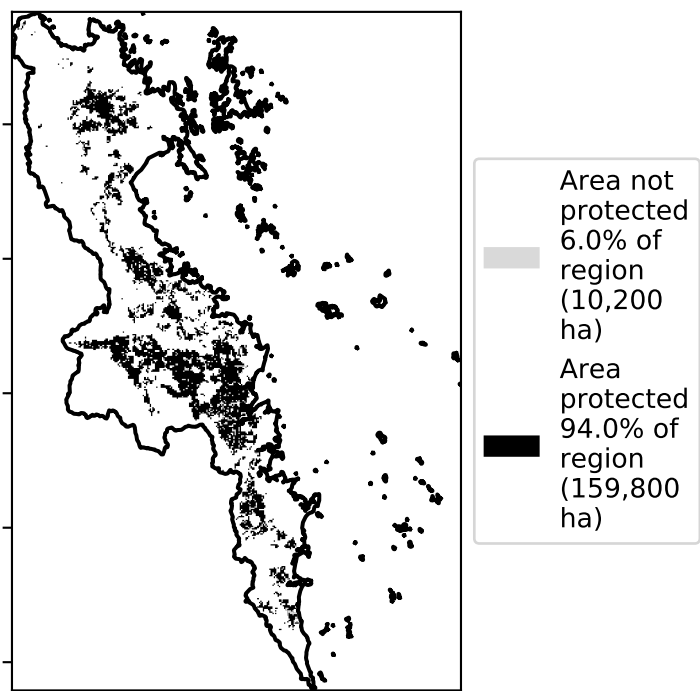 Area not
protected
6.0% of
region
(10,200
ha)
Area
protected
94.0% of
region
(159,800
ha)